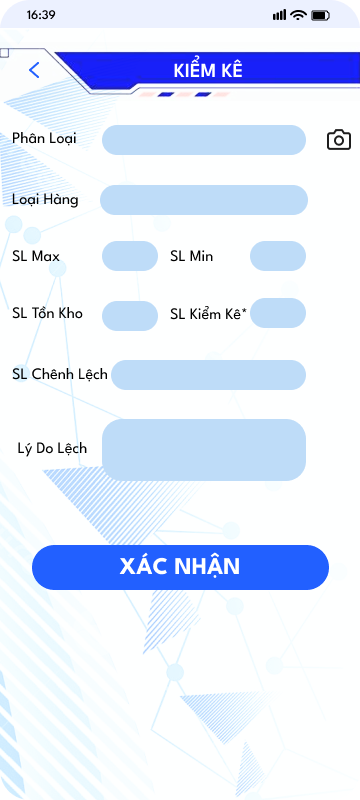 16:39
KIỂM KÊ
Phân Loại
Loại Hàng
SL Max
SL Min
SL Tồn Kho
SL Kiểm Kê*
SL Chênh Lệch
Lý Do Lệch
XÁC NHẬN